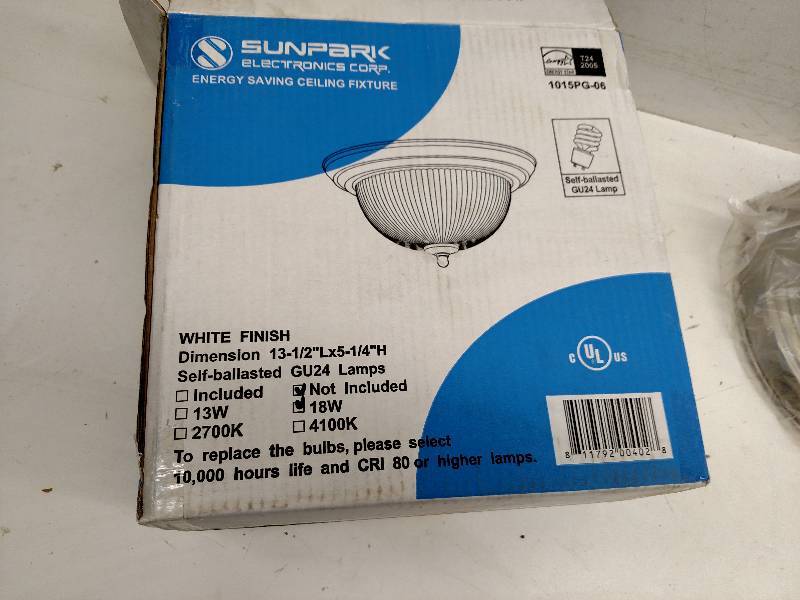 SUNPARK
ELECTRONICS CORP.
ENERGY SAVING CEILING FIXTURE
energy
ENERGY STAR
T24
2005
1015PG-06
Self-ballasted
GU24 Lamp
WHITE FINISH
Dimension 13-1/2"Lx5-1/4"H
Self-ballasted GU24 Lamps
Included Not Included
13W 18W
2700K 4100K
To replace the bulbs, please select
10,000 hours life and CRI 80 or higher lamps.
C UL US
8 11792 00402 8